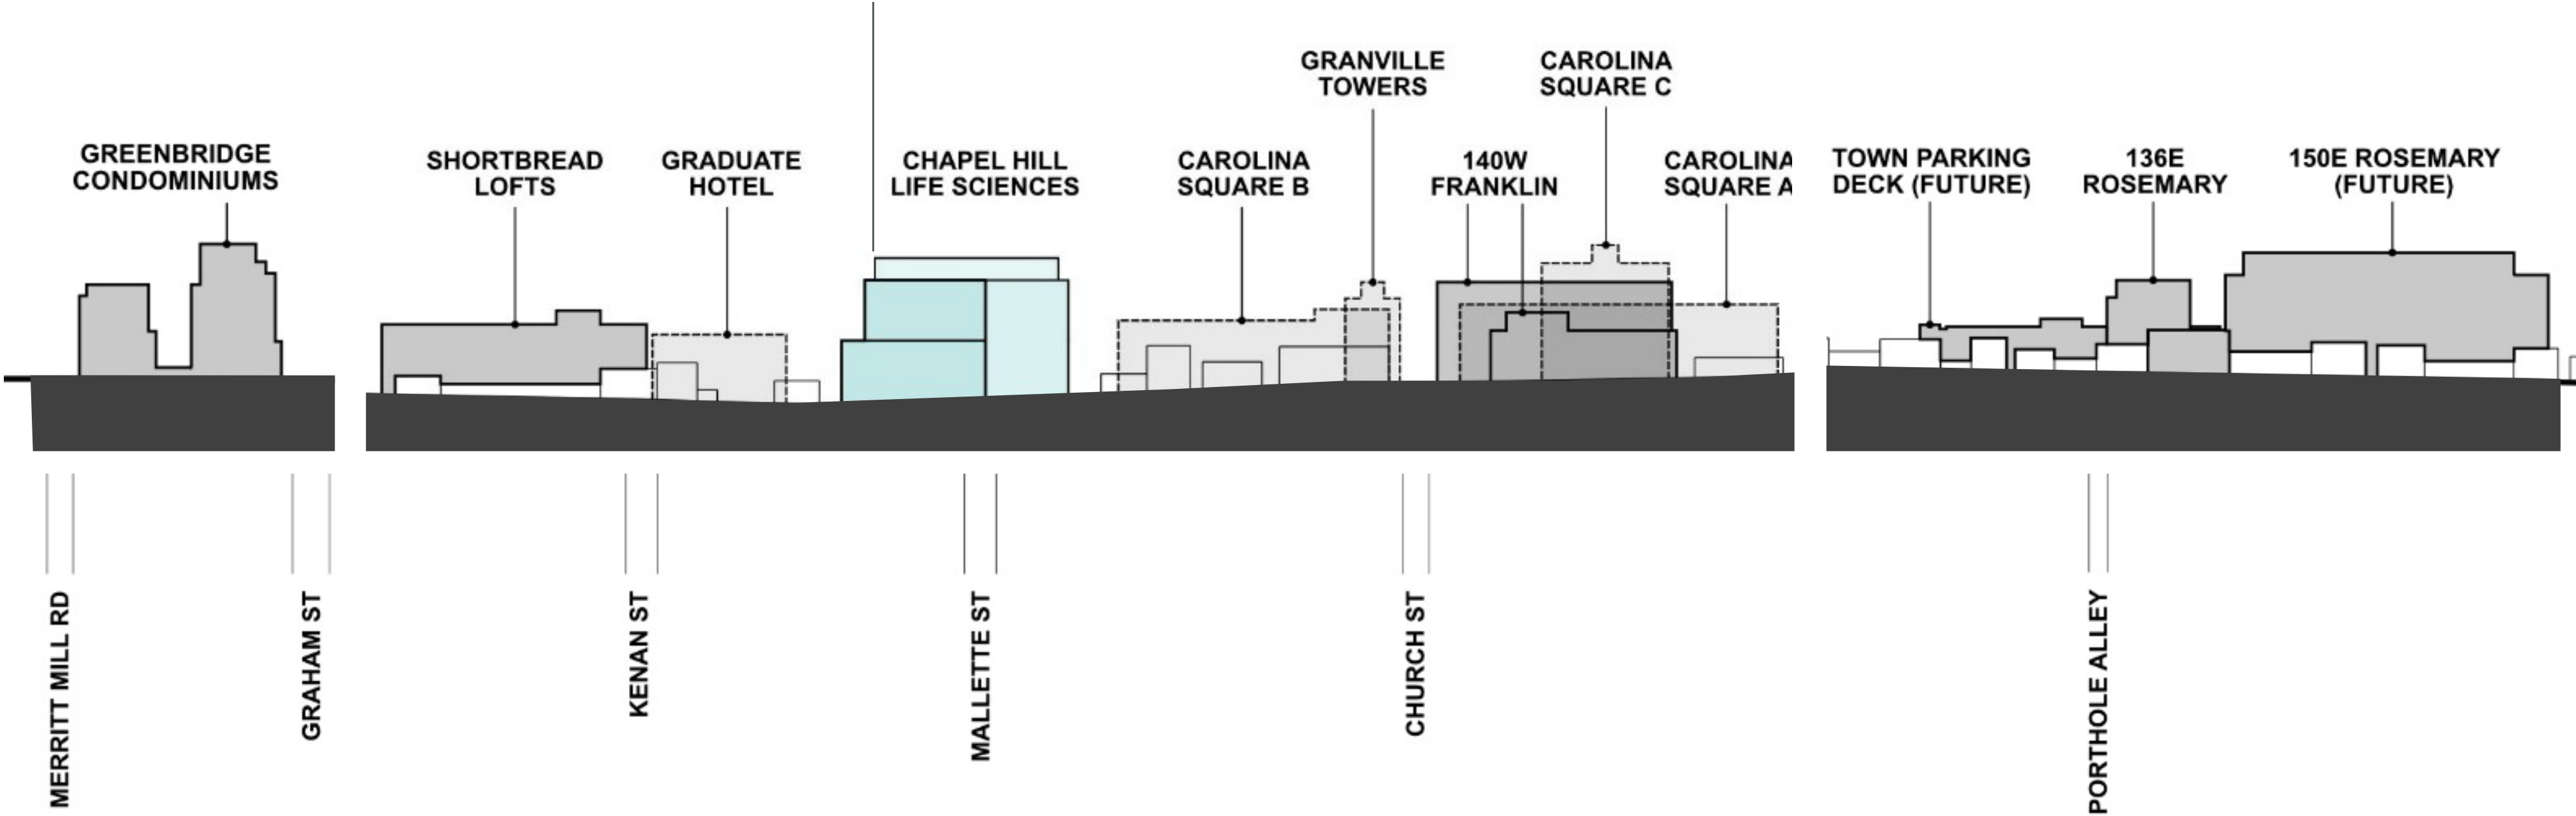 GREENBRIDGE
CONDOMINIUMS
SHORTBREAD
LOFTS
GRADUATE
HOTEL
CHAPEL HILL
LIFE SCIENCES
CAROLINA
SQUARE B
GRANVILLE
TOWERS
140W
FRANKLIN
CAROLINA
SQUARE C
CAROLINA
SQUARE A
TOWN PARKING
DECK (FUTURE)
136E
ROSEMARY
150E ROSEMARY
(FUTURE)
MERRITT MILL RD
GRAHAM ST
KENAN ST
MALLETTE ST
CHURCH ST
PORTHOLE ALLEY